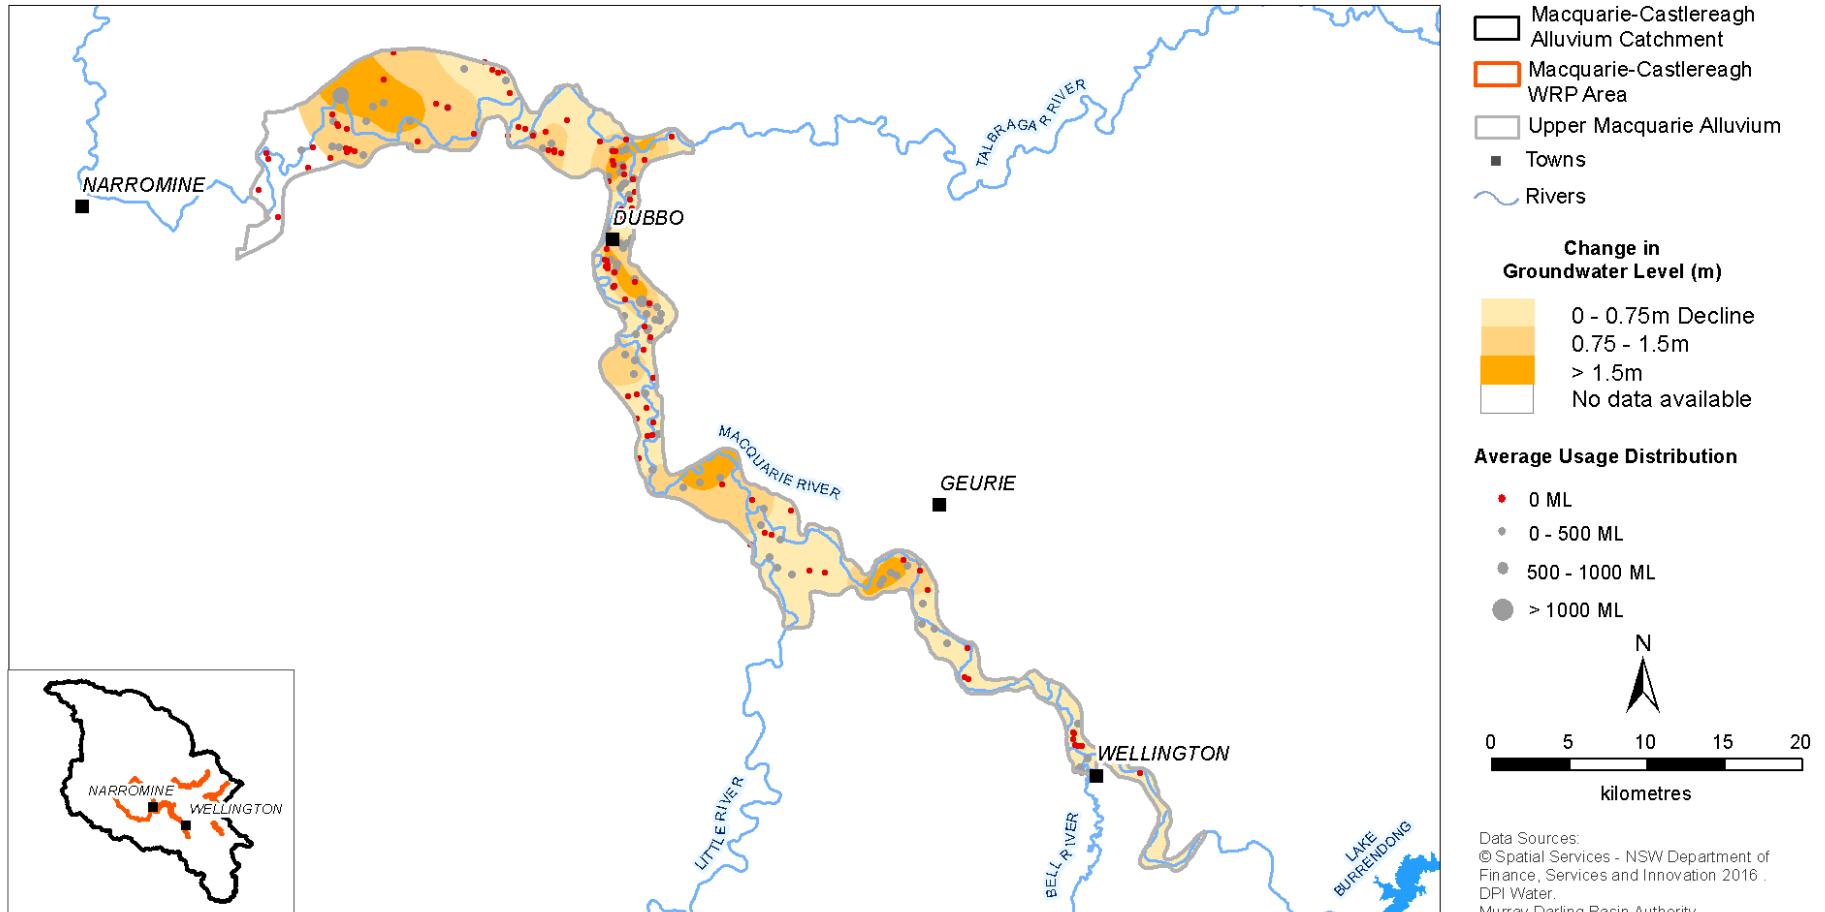 NARROMINE
DUBBO
TALBRAGAR RIVER
MACQUARIE RIVER
GEURIE
WELLINGTON
LITTLE RIVER
BELL RIVER
LAKE
BURRENDONG
NARROMINE
WELLINGTON
Macquarie-Castlereagh
Alluvium Catchment
Macquarie-Castlereagh
WRP Area
Upper Macquarie Alluvium
Towns
Rivers
Change in
Groundwater Level (m)
0 - 0.75m Decline
0.75 - 1.5m
> 1.5m
No data available
Average Usage Distribution
0 ML
0 - 500 ML
500 - 1000 ML
> 1000 ML
N
0 5 10 15 20
kilometres
Data Sources:
© Spatial Services - NSW Department of
Finance, Services and Innovation 2016 .
DPI Water.
Murray Darling Basin Authority